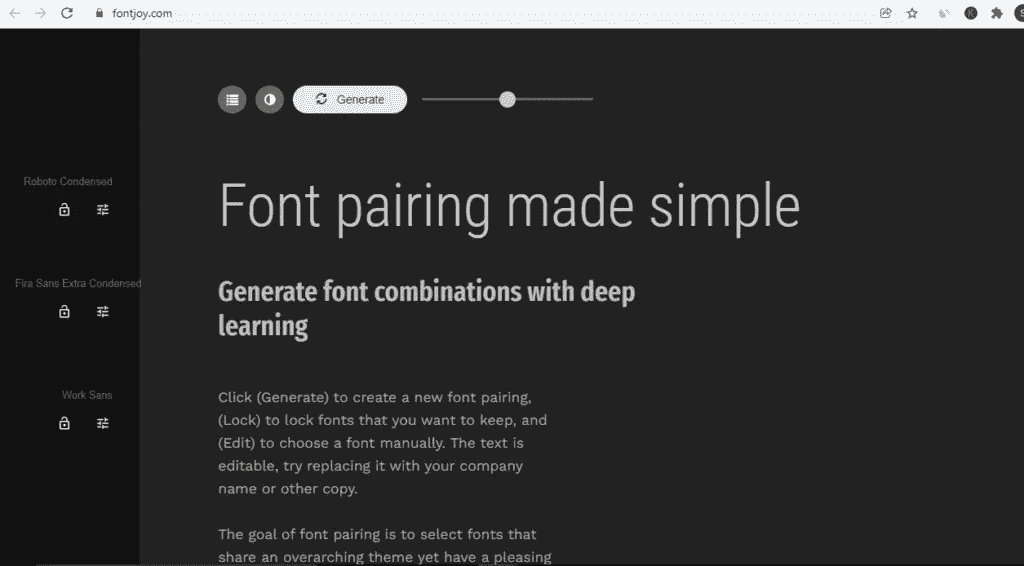 fontjoy.com
Generate
Roboto Condensed
Font pairing made simple
Fira Sans Extra Condensed
Generate font combinations with deep
learning
Work Sans
Click (Generate) to create a new font pairing,
(Lock) to lock fonts that you want to keep, and
(Edit) to choose a font manually. The text is
editable, try replacing it with your company
name or other copy.
The goal of font pairing is to select fonts that
share an overarching theme yet have a pleasing